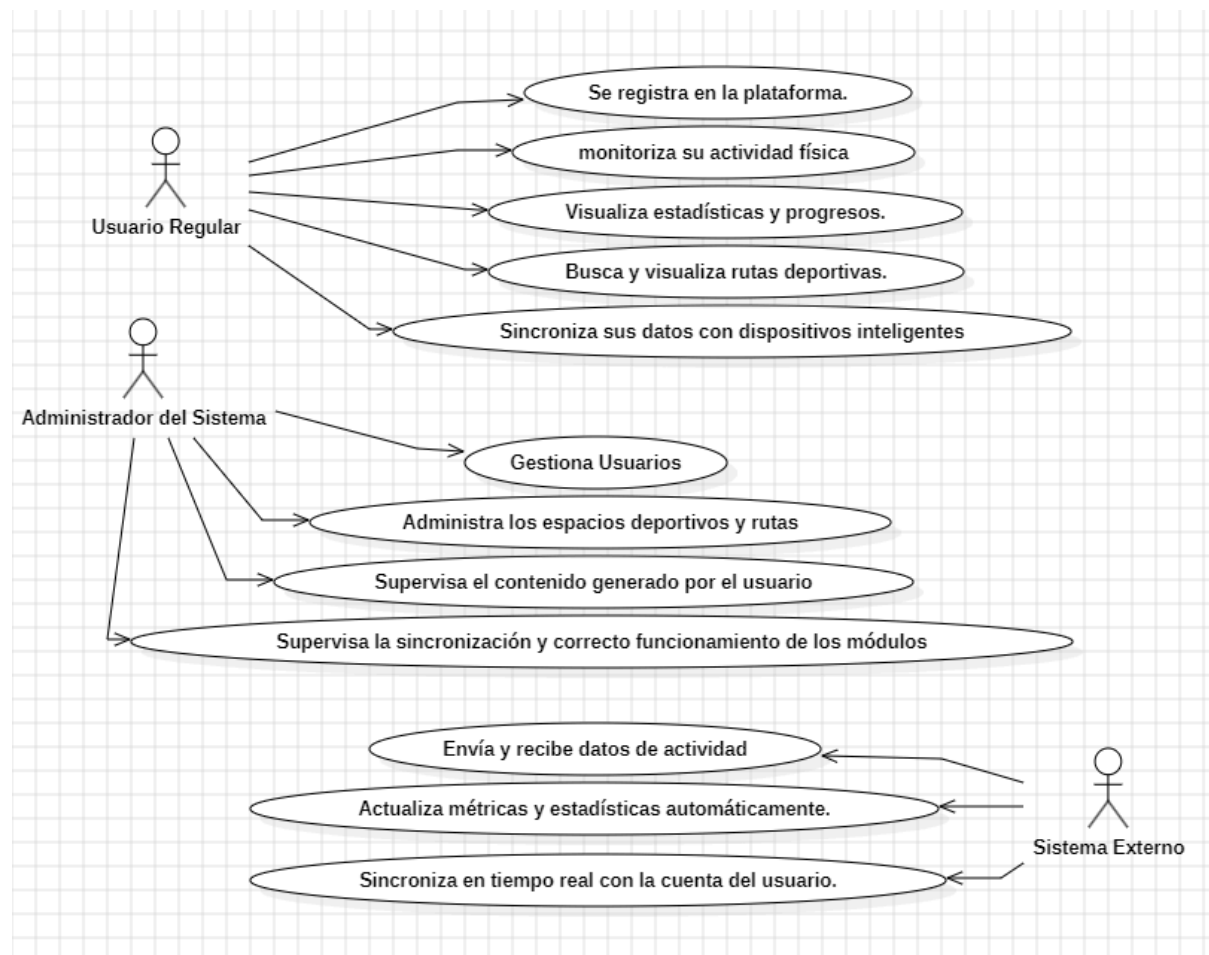 Se registra en la plataforma.
monitoriza su actividad física
Usuario Regular
Visualiza estadísticas y progresos.
Busca y visualiza rutas deportivas.
Sincroniza sus datos con dispositivos inteligentes
Administrador del Sistema
Gestiona Usuarios
Administra los espacios deportivos y rutas
Supervisa el contenido generado por el usuario
Supervisa la sincronización y correcto funcionamiento de los módulos
Envía y recibe datos de actividad
Actualiza métricas y estadísticas automáticamente.
Sistema Externo
Sincroniza en tiempo real con la cuenta del usuario.